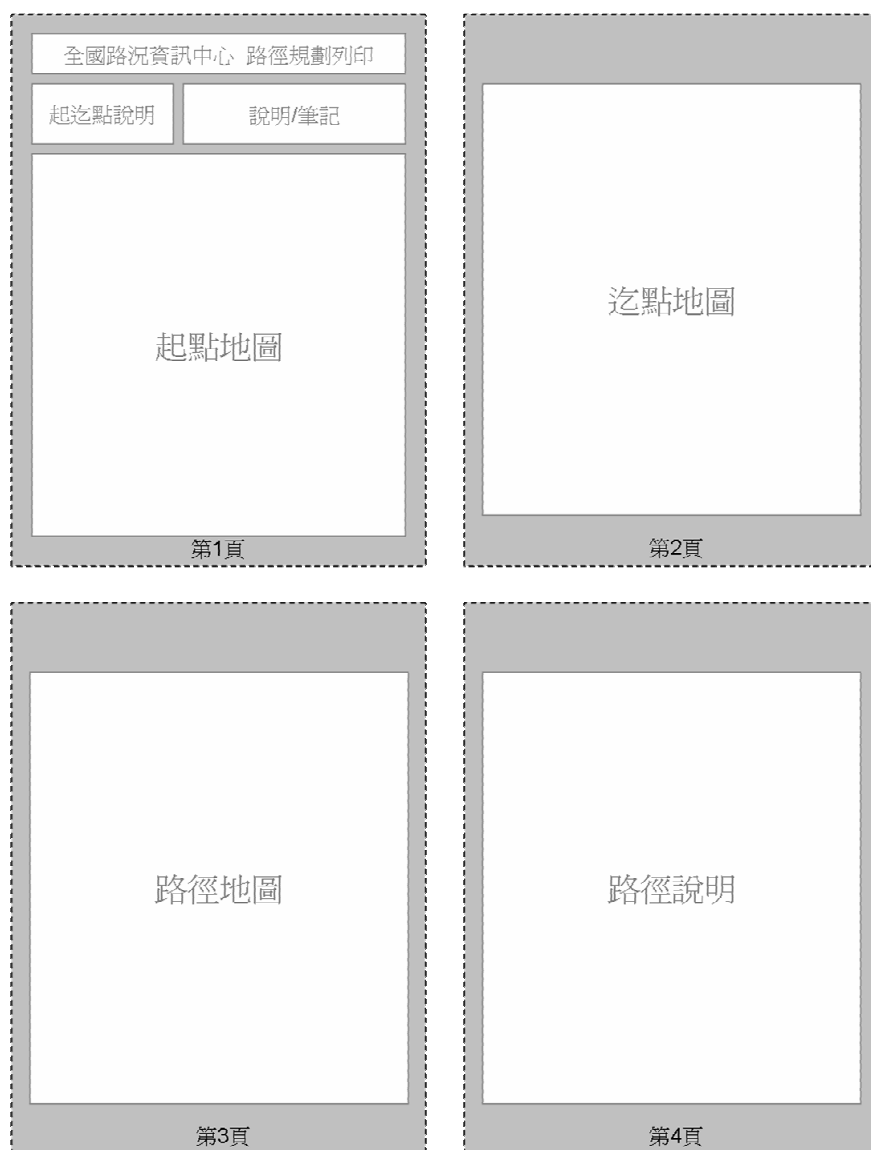 全國路況資訊中心 路徑規劃列印
起迄點說明 說明/筆記
起點地圖
第1頁
迄點地圖
第2頁
路徑地圖
第3頁
路徑說明
第4頁